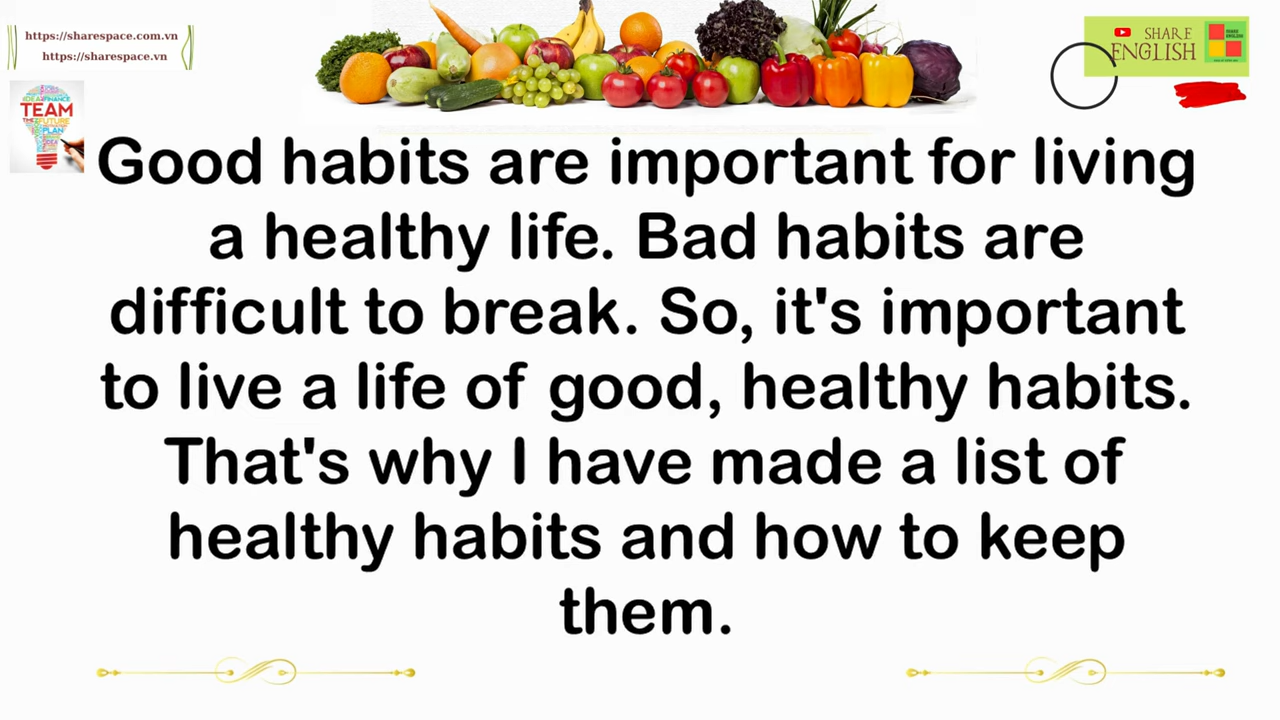 https://sharespace.com.vn
https://sharespace.vn
SHARE
ENGLISH
TEAM
PLAN
Good habits are important for living
a healthy life. Bad habits are
difficult to break. So, it's important
to live a life of good, healthy habits.
That's why I have made a list of
healthy habits and how to keep
them.